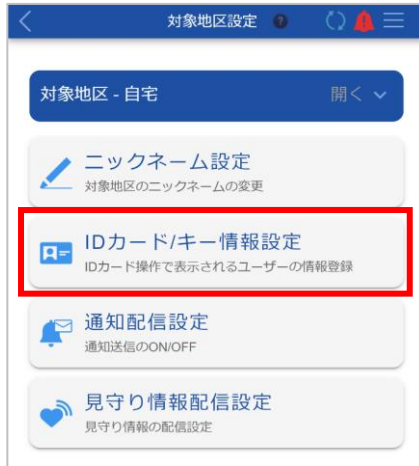 対象地区設定 ?
対象地区 - 自宅 開く
ニックネーム設定
対象地区のニックネームの変更
IDカード/キー情報設定
IDカード操作で表示されるユーザーの情報登録
通知配信設定
通知送信のON/OFF
見守り情報配信設定
見守り情報の配信設定